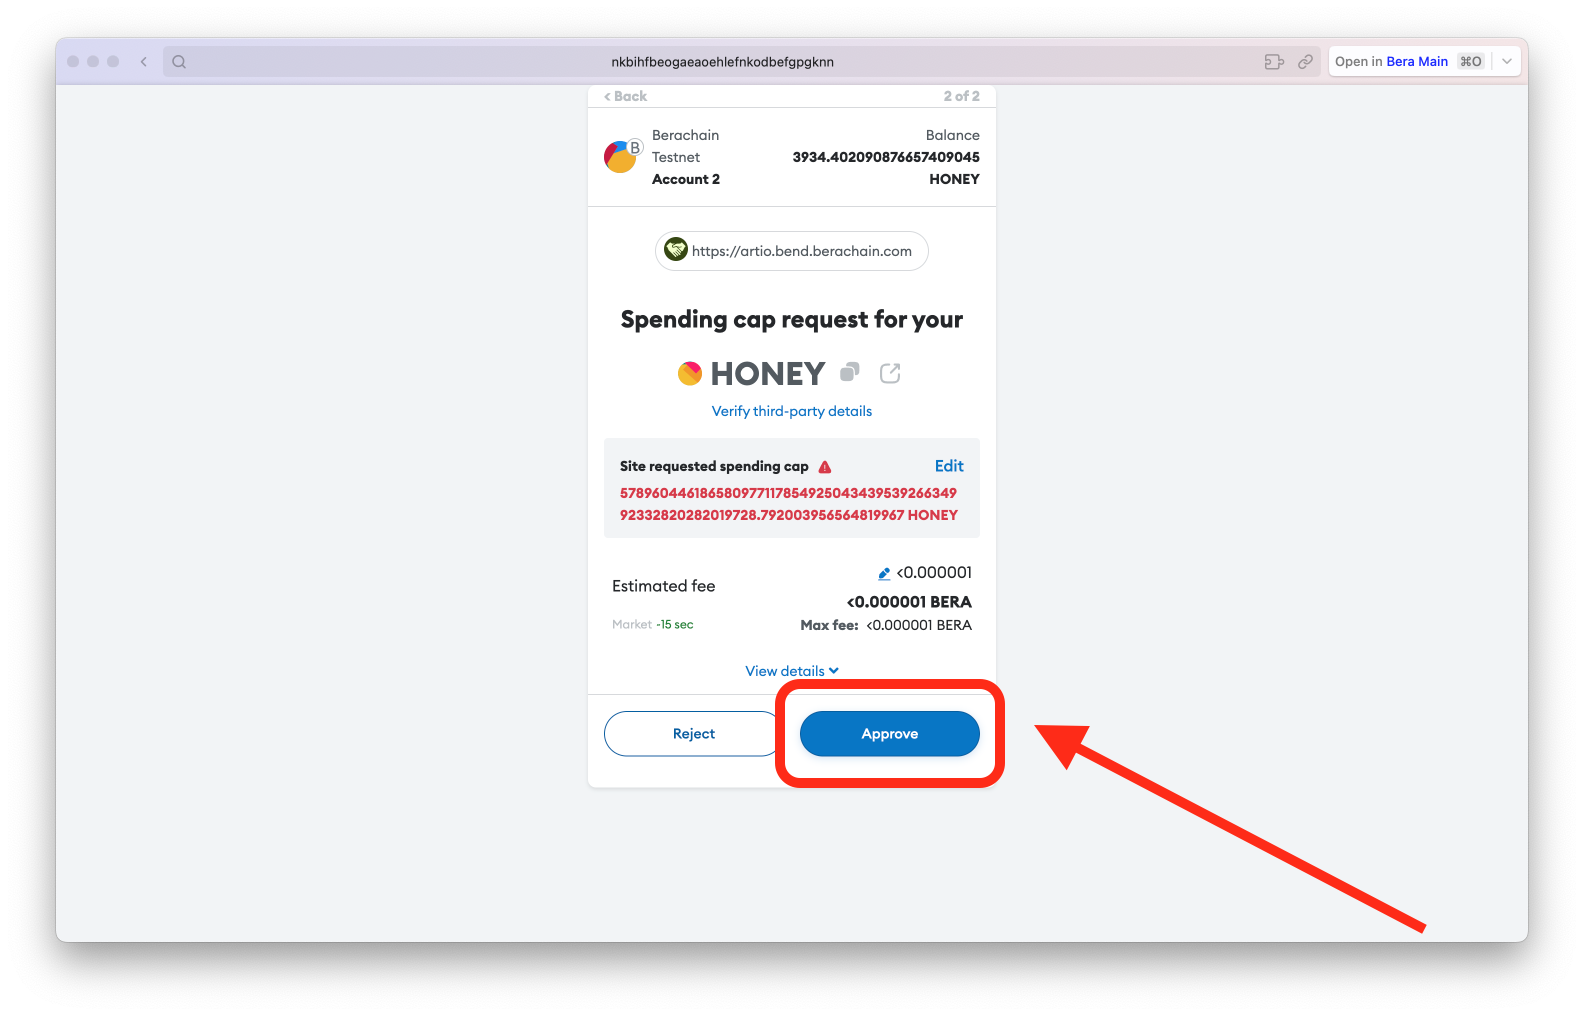 nkbihfbeogaeaoehlefnkodbefgpgknn
Open in Bera Main ⌘O
< Back 2 of 2
Berachain Balance
B
Testnet 3934.402090876657409045
Account 2 HONEY
https://artio.bend.berachain.com
Spending cap request for your
HONEY
Verify third-party details
Site requested spending cap Edit
578960446186580977117854925043439539266349
92332820282019728.792003956564819967 HONEY
<0.000001
Estimated fee
<0.000001 BERA
Market ~15 sec Max fee: <0.000001 BERA
View details
Reject Approve